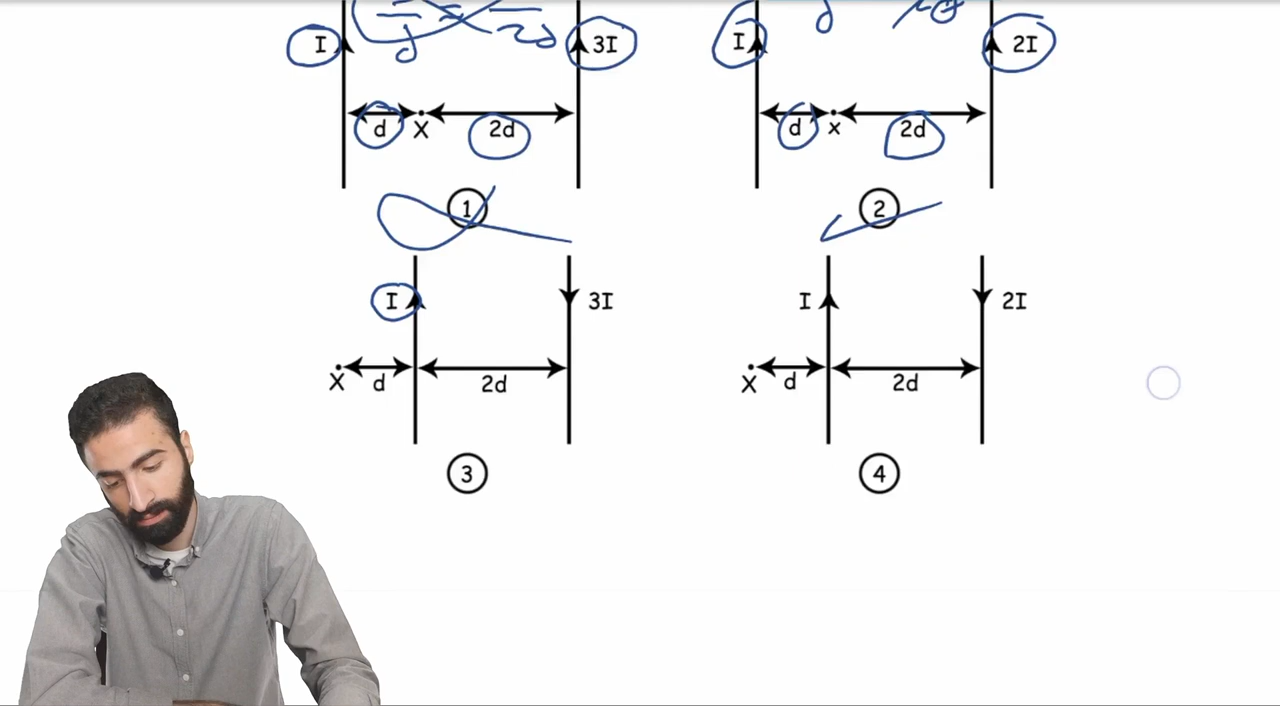 I 3I I 2I
d X 2d d x 2d
1 2
I 3I I 2I
X d 2d X d 2d
3 4